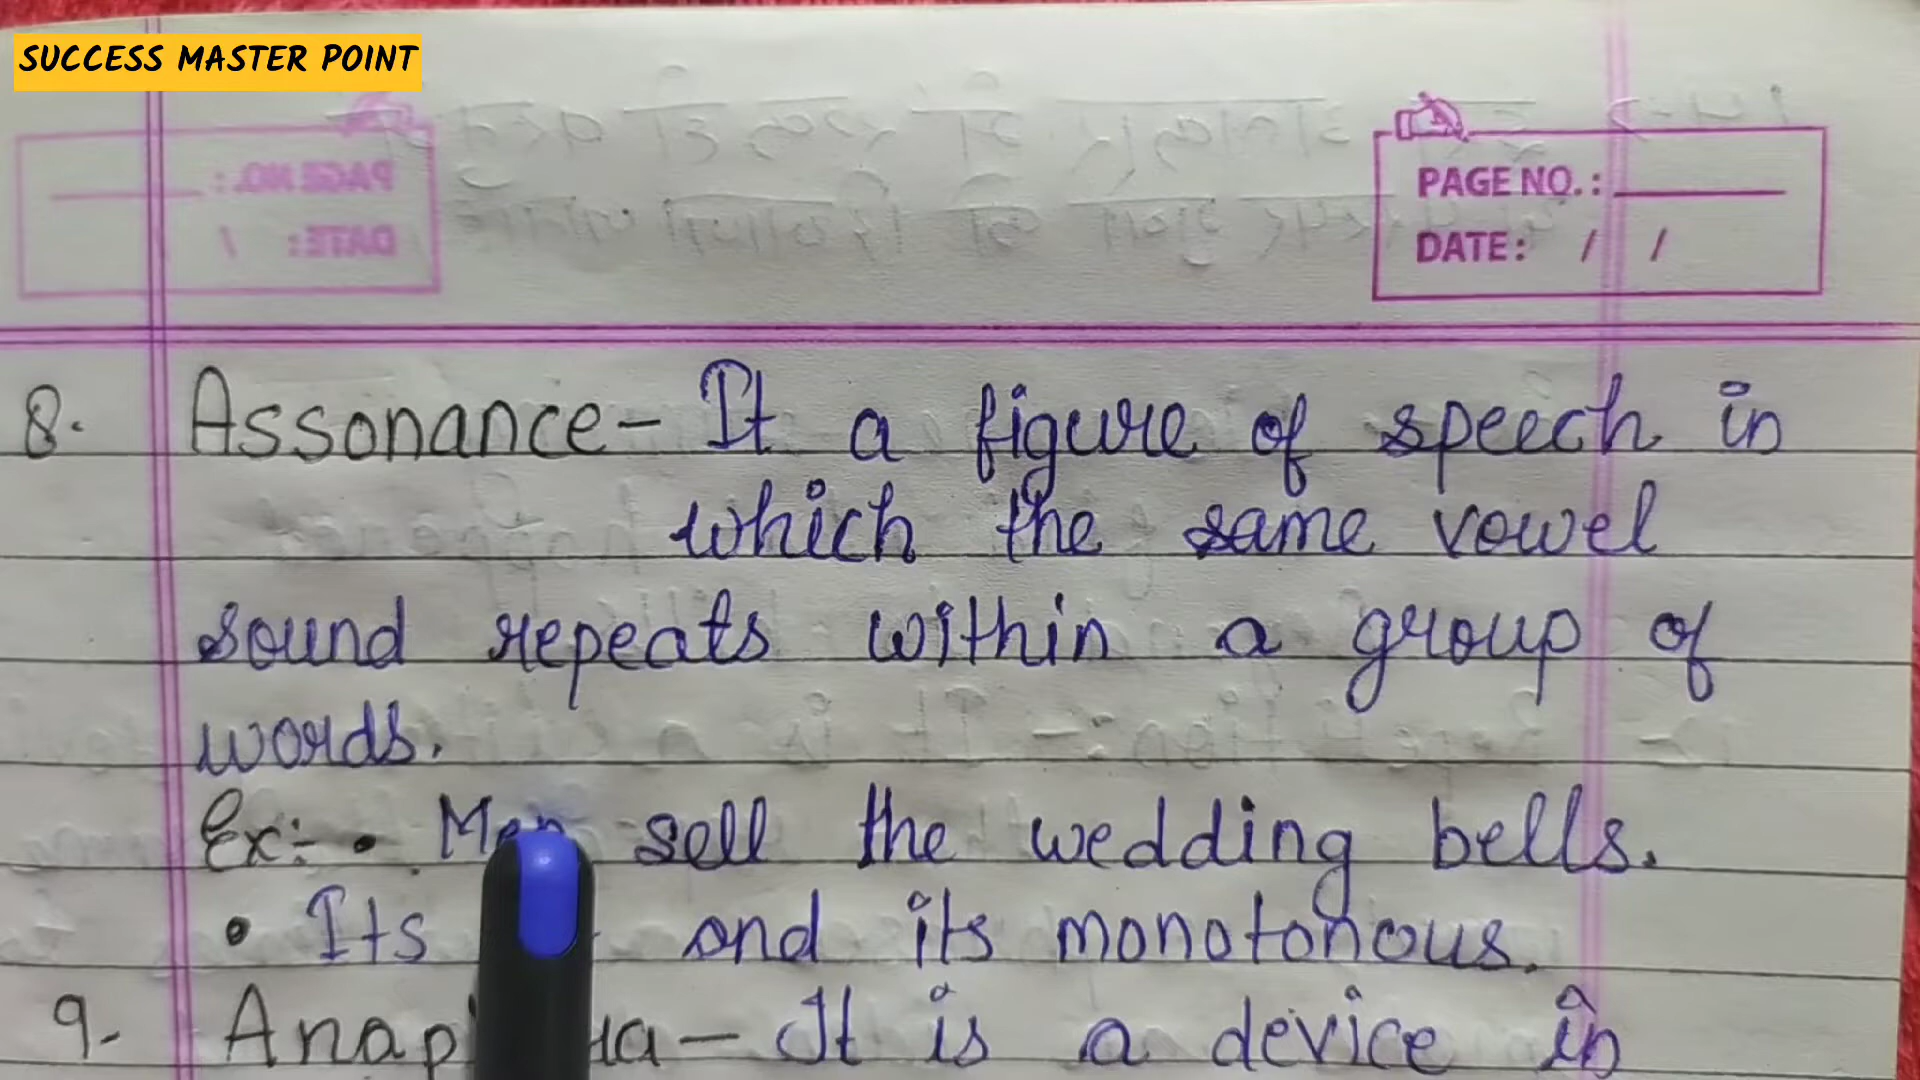 SUCCESS MASTER POINT
PAGE NO.:
DATE: / /
8. Assonance - It a figure of speech in
which the same vowel
sound repeats within a group of
words.
Ex:- • Men sell the wedding bells.
• Its and its monotonous.
9. - It is a device in